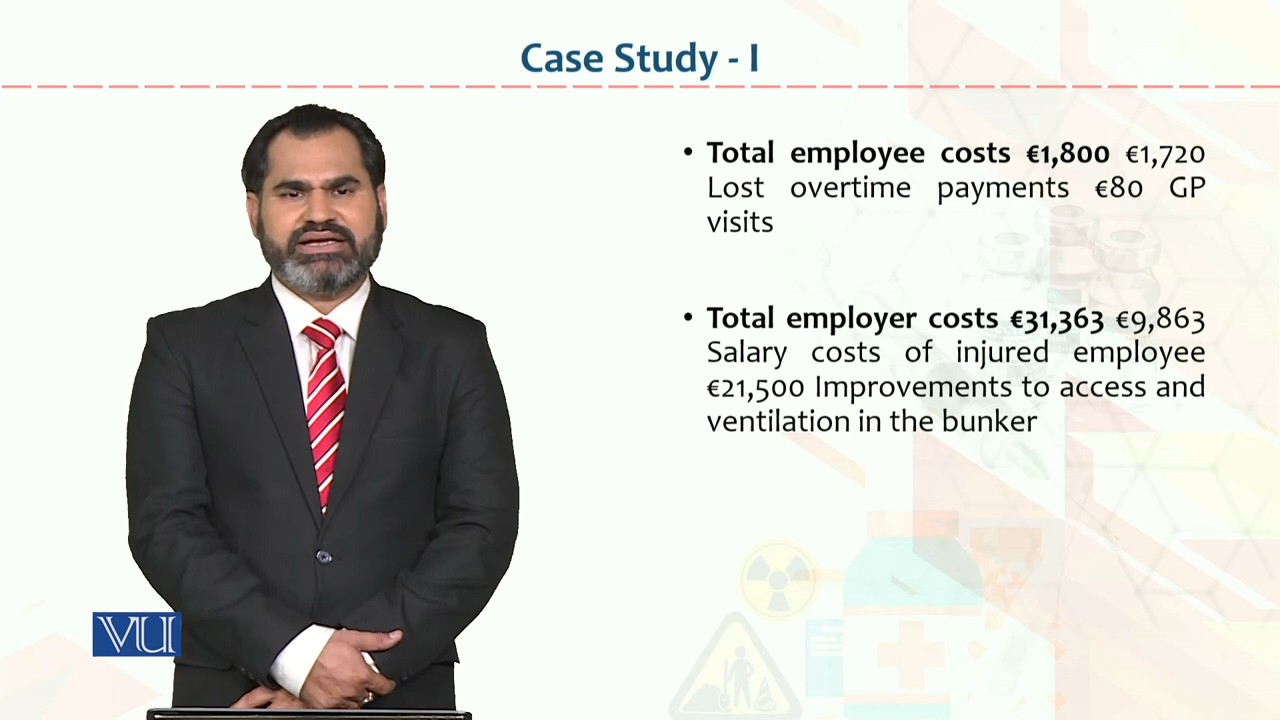 Case Study - I
• Total employee costs €1,800 €1,720
Lost overtime payments €80 GP
visits
• Total employer costs €31,363 €9,863
Salary costs of injured employee
€21,500 Improvements to access and
ventilation in the bunker
VU